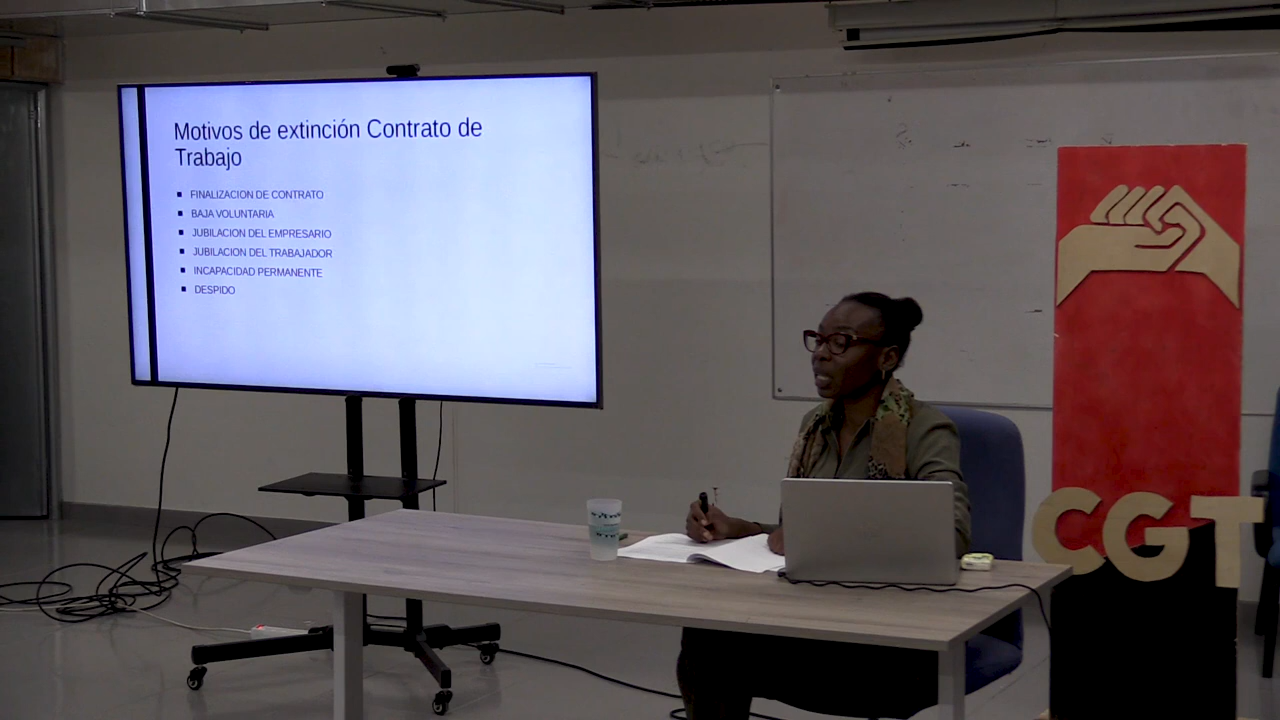 Motivos de extinción Contrato de
Trabajo
FINALIZACION DE CONTRATO
BAJA VOLUNTARIA
JUBILACION DEL EMPRESARIO
JUBILACION DEL TRABAJADOR
INCAPACIDAD PERMANENTE
DESPIDO
CGT